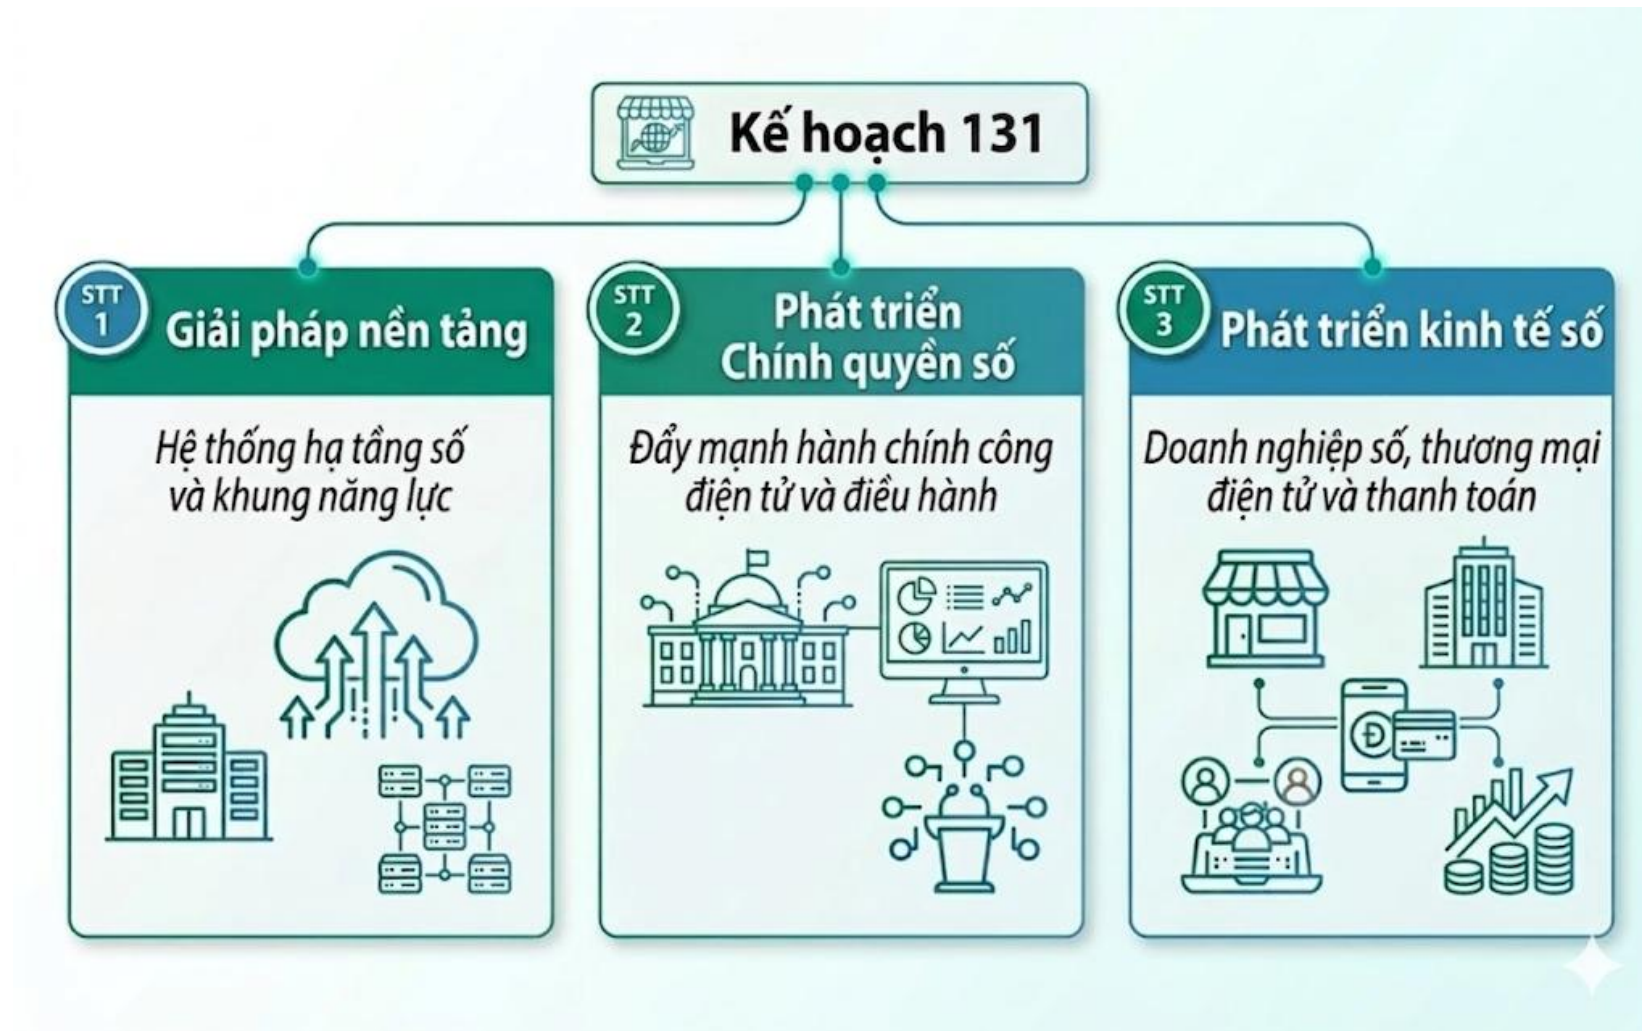 Kế hoạch 131
STT
1
Giải pháp nền tảng
Hệ thống hạ tầng số
và khung năng lực
STT
2
Phát triển
Chính quyền số
Đẩy mạnh hành chính công
điện tử và điều hành
STT
3
Phát triển kinh tế số
Doanh nghiệp số, thương mại
điện tử và thanh toán
Đ